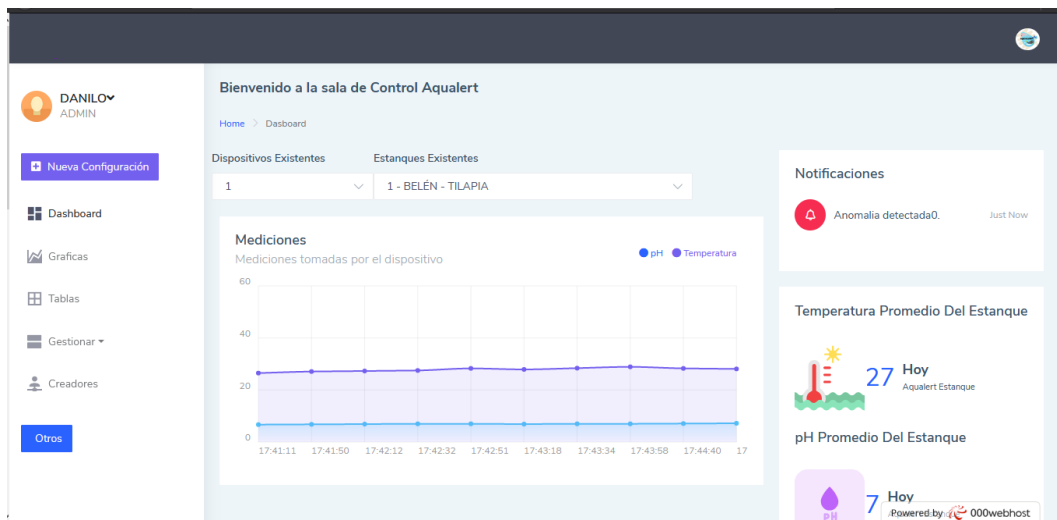 DANILO
ADMIN
Nueva Configuración
Dashboard
Graficas
Tablas
Gestionar
Creadores
Otros
Bienvenido a la sala de Control Aqualert
Home > Dasboard
Dispositivos Existentes
Estanques Existentes
1
1 - BELÉN - TILAPIA
Mediciones
Mediciones tomadas por el dispositivo
pH Temperatura
60
40
20
0
17:41:11 17:41:50 17:42:12 17:42:32 17:42:51 17:43:18 17:43:34 17:43:58 17:44:40 17
Notificaciones
Anomalia detectada0. Just Now
Temperatura Promedio Del Estanque
27 Hoy
Aqualert Estanque
pH Promedio Del Estanque
PH
7 Hoy
Powered by 000webhost